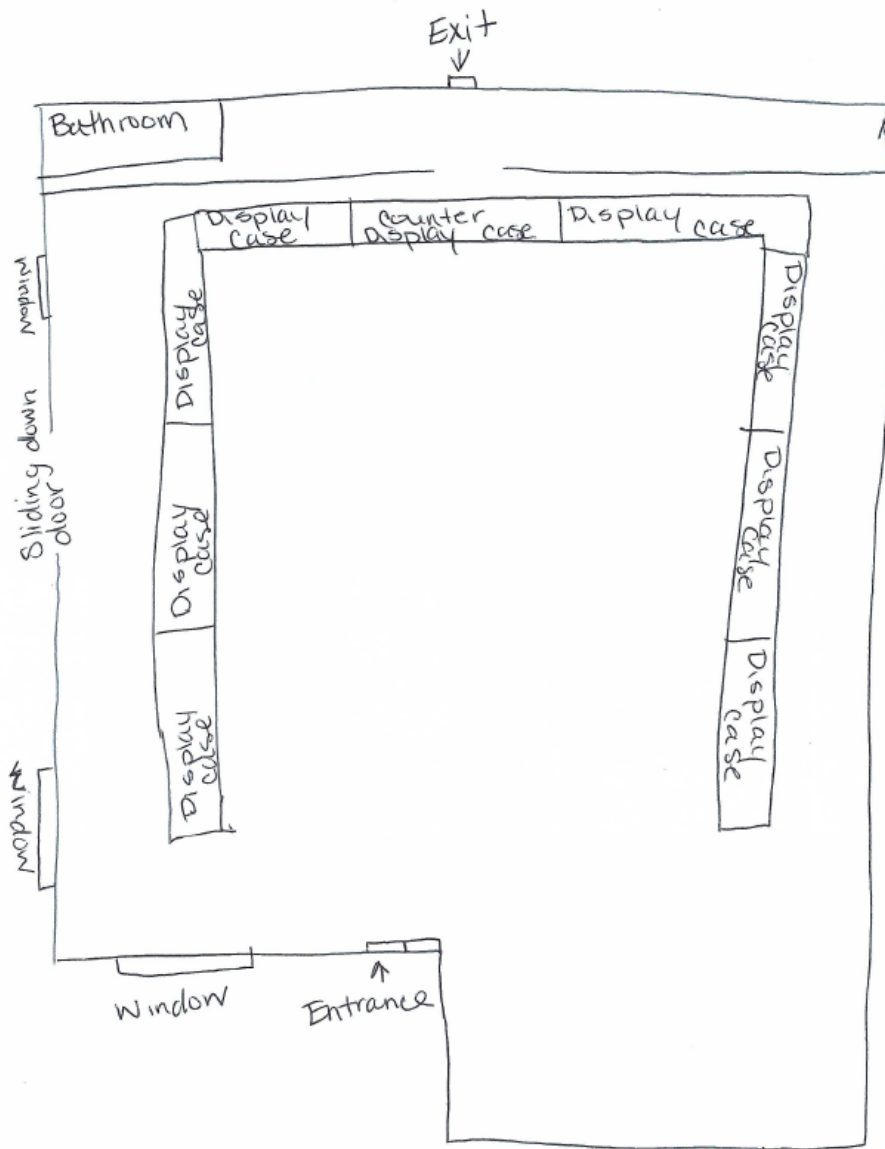 Exit
Bathroom
Display
case
counter
Display case
Display case
Window
Display
case
Display
case
Sliding down
door
Display
case
Display
case
Display
case
Display
case
Window
Window
Entrance